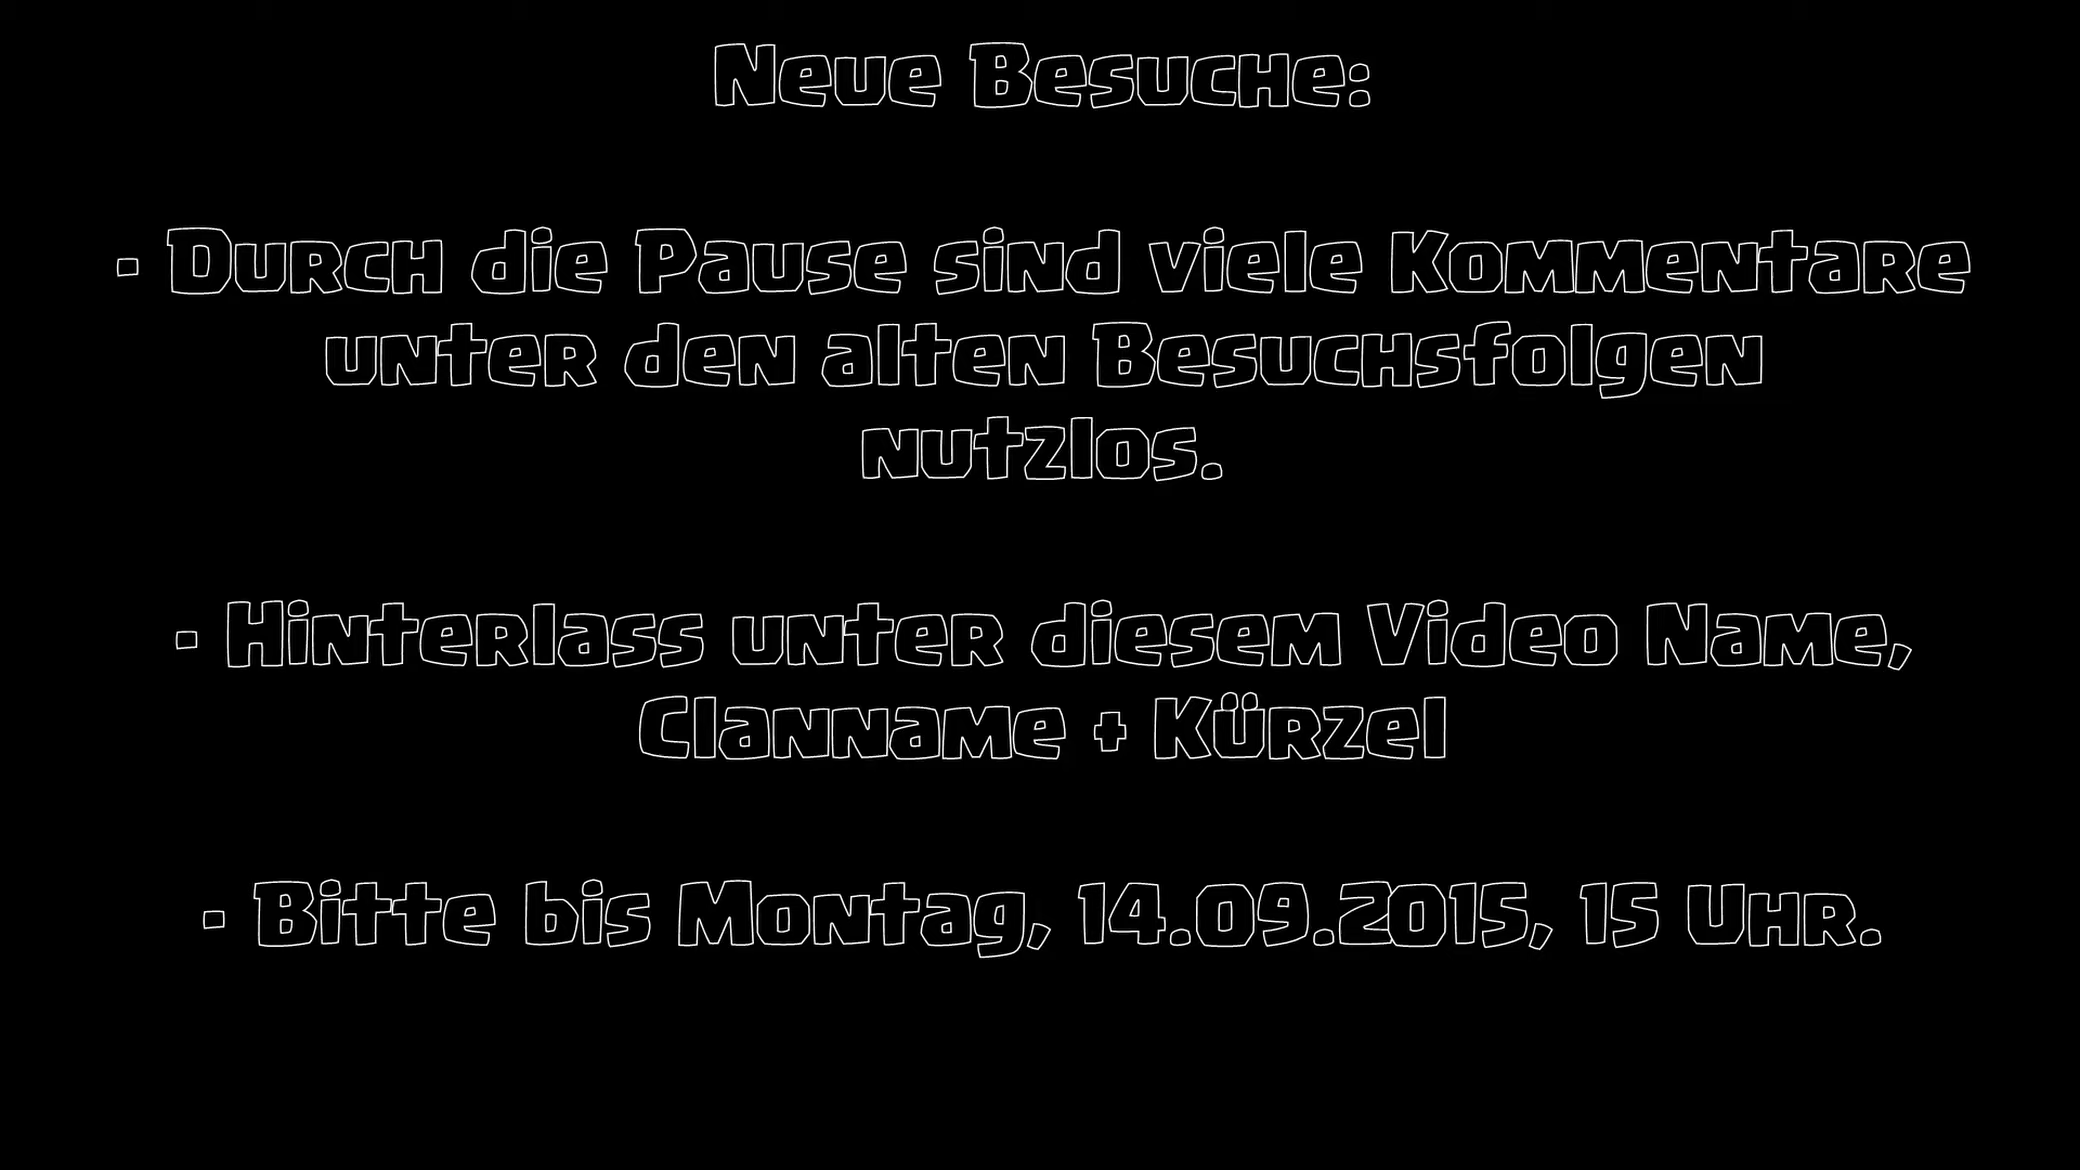 Neue Besuche:
- Durch die Pause sind viele Kommentare
unter den alten Besuchsfolgen
nutzlos.
- Hinterlass unter diesem Video Name,
Clanname + Kürzel
- Bitte bis Montag, 14.09.2015, 15 Uhr.